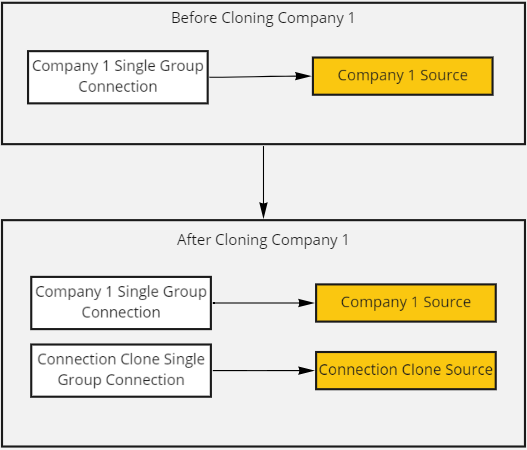 Before Cloning Company 1
Company 1 Single Group
Connection
Company 1 Source
After Cloning Company 1
Company 1 Single Group
Connection
Company 1 Source
Connection Clone Single
Group Connection
Connection Clone Source